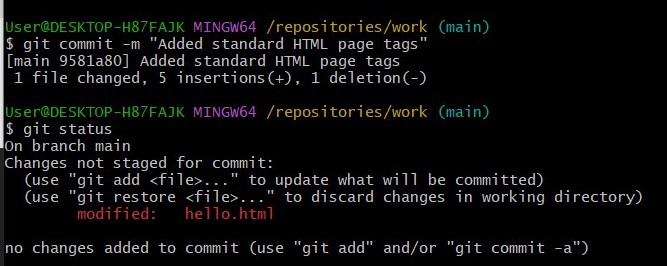 User@DESKTOP-H87FAJK MINGW64 /repositories/work (main)
$ git commit -m "Added standard HTML page tags"
[main 9581a80] Added standard HTML page tags
 1 file changed, 5 insertions(+), 1 deletion(-)

User@DESKTOP-H87FAJK MINGW64 /repositories/work (main)
$ git status
On branch main
Changes not staged for commit:
  (use "git add <file>..." to update what will be committed)
  (use "git restore <file>..." to discard changes in working directory)
        modified:   hello.html

no changes added to commit (use "git add" and/or "git commit -a")